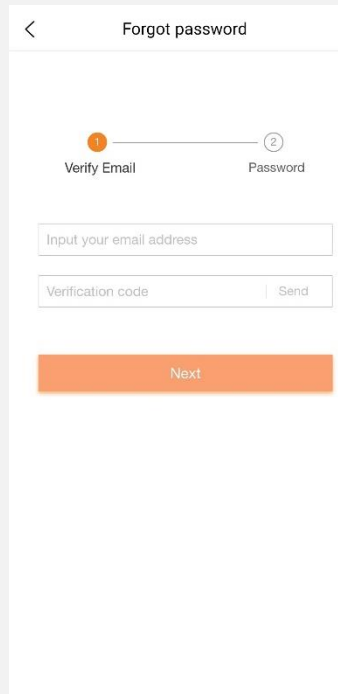 Forgot password
1 2
Verify Email Password
Input your email address
Verification code Send
Next